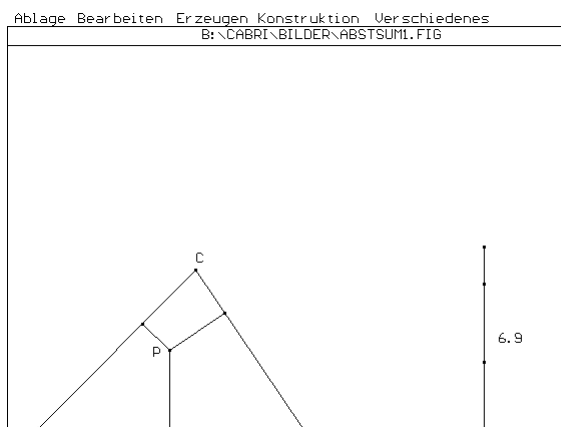 Ablage Bearbeiten Erzeugen Konstruktion Verschiedenes
B:\CABRI\BILDER\ABSTSUM1.FIG
C
6.9
P